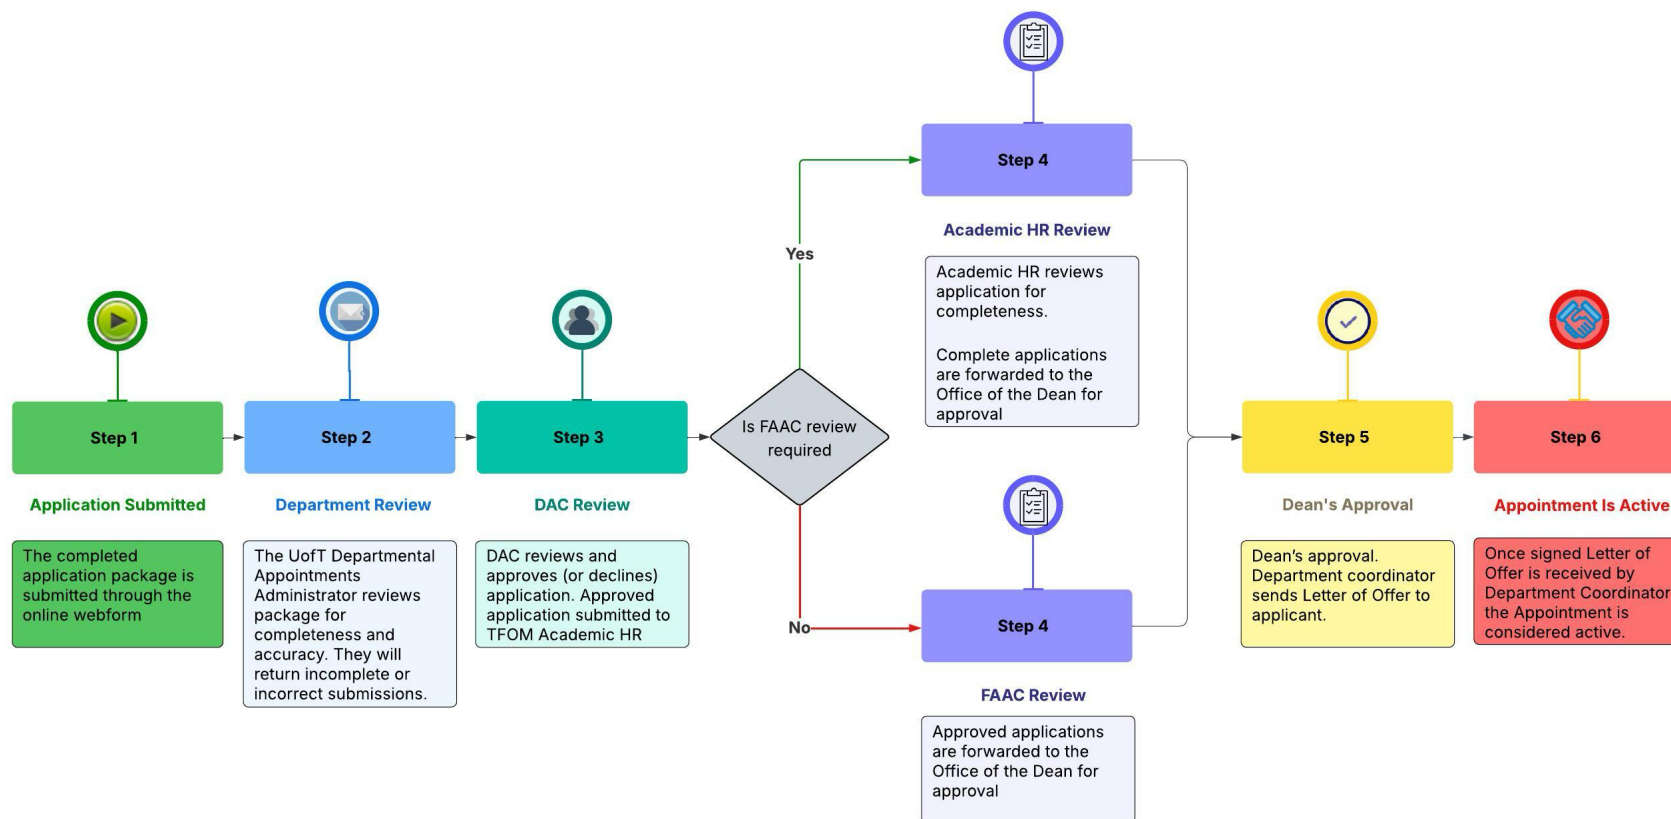 Step 1
Application Submitted
The completed
application package is
submitted through the
online webform
Step 2
Department Review
The UofT Departmental
Appointments
Administrator reviews
package for
completeness and
accuracy. They will
return incomplete or
incorrect submissions.
Step 3
DAC Review
DAC reviews and
approves (or declines)
application. Approved
application submitted to
TFOM Academic HR
Is FAAC review
required
Yes
Step 4
Academic HR Review
Academic HR reviews
application for
completeness.
Complete applications
are forwarded to the
Office of the Dean for
approval
No
Step 4
FAAC Review
Approved applications
are forwarded to the
Office of the Dean for
approval
Step 5
Dean's Approval
Dean's approval.
Department coordinator
sends Letter of Offer to
applicant.
Step 6
Appointment Is Active
Once signed Letter of
Offer is received by
Department Coordinator
the Appointment is
considered active.